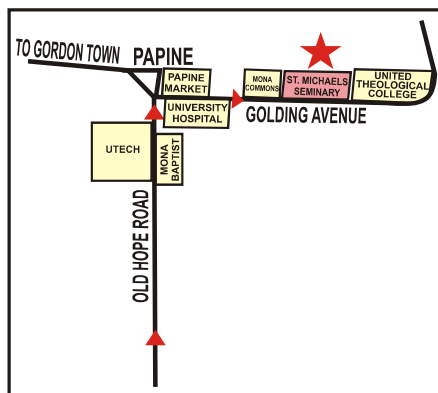 TO GORDON TOWN
PAPINE
PAPINE
MARKET
MONA
COMMONS
ST. MICHAELS
SEMINARY
UNITED
THEOLOGICAL
COLLEGE
UNIVERSITY
HOSPITAL
GOLDING AVENUE
UTECH
MONA
BAPTIST
OLD HOPE ROAD